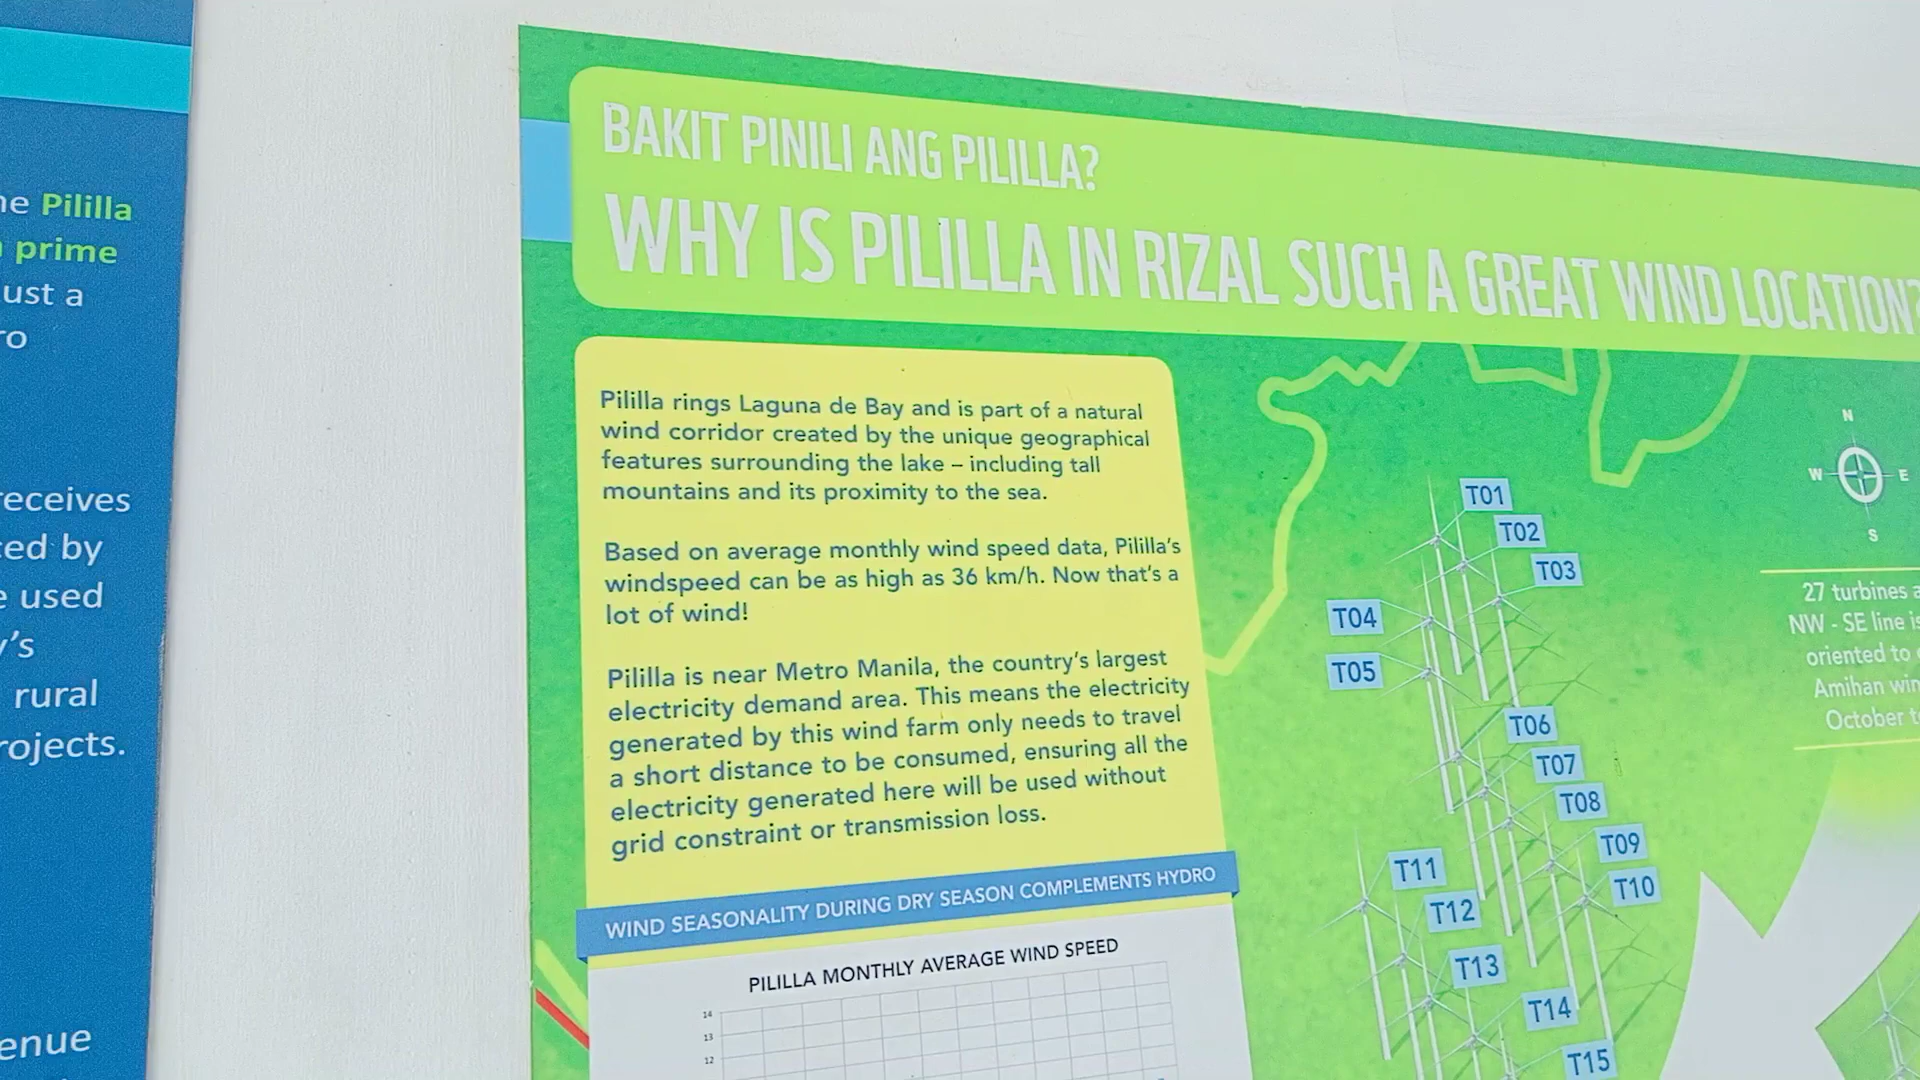 ne Pililla
prime
ust a
ro
receives
ced by
e used
y's
rural
rojects.
enue
BAKIT PINILI ANG PILILLA?
WHY IS PILILLA IN RIZAL SUCH A GREAT WIND LOCATION?
Pililla rings Laguna de Bay and is part of a natural
wind corridor created by the unique geographical
features surrounding the lake – including tall
mountains and its proximity to the sea.
Based on average monthly wind speed data, Pililla's
windspeed can be as high as 36 km/h. Now that's a
lot of wind!
Pililla is near Metro Manila, the country's largest
electricity demand area. This means the electricity
generated by this wind farm only needs to travel
a short distance to be consumed, ensuring all the
electricity generated here will be used without
grid constraint or transmission loss.
WIND SEASONALITY DURING DRY SEASON COMPLEMENTS HYDRO
PILILLA MONTHLY AVERAGE WIND SPEED
14
13
12
T01
T02
T03
T04
T05
T06
T07
T08
T09
T10
T11
T12
T13
T14
T15
N
W E
S
27 turbines a
NW - SE line is
oriented to
Amihan win
October t